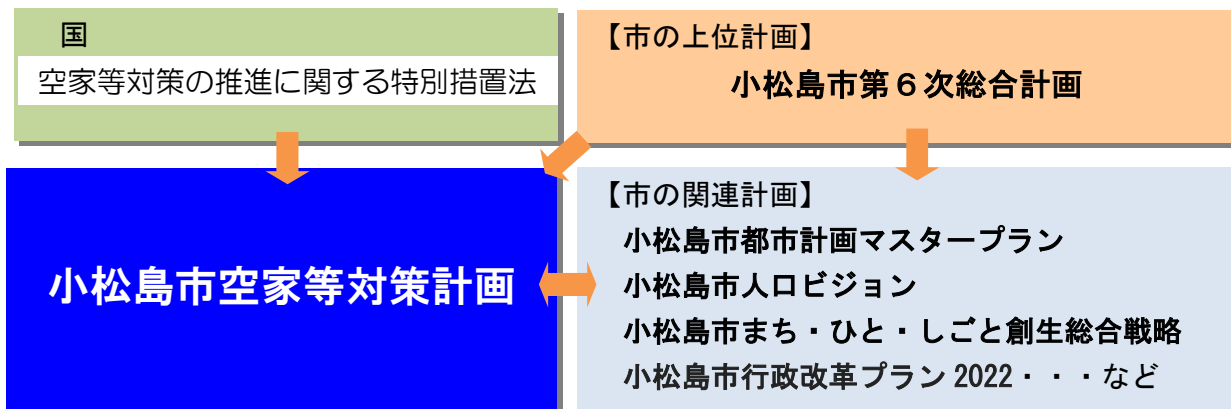 国
空家等対策の推進に関する特別措置法
【市の上位計画】
小松島市第６次総合計画
小松島市空家等対策計画
【市の関連計画】
小松島市都市計画マスタープラン
小松島市人口ビジョン
小松島市まち・ひと・しごと創生総合戦略
小松島市行政改革プラン 2022・・・など